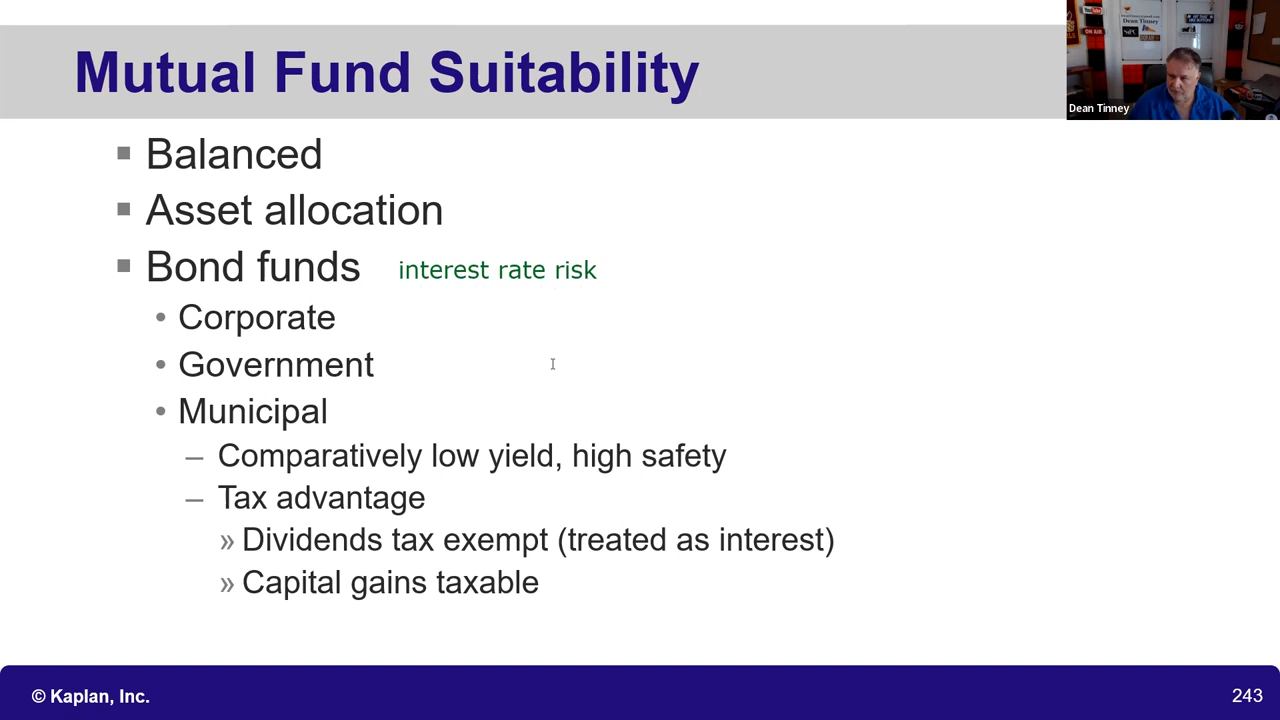 Mutual Fund Suitability
Dean Tinney
▪ Balanced
▪ Asset allocation
▪ Bond funds interest rate risk
• Corporate
• Government
• Municipal
– Comparatively low yield, high safety
– Tax advantage
» Dividends tax exempt (treated as interest)
» Capital gains taxable
© Kaplan, Inc.
243